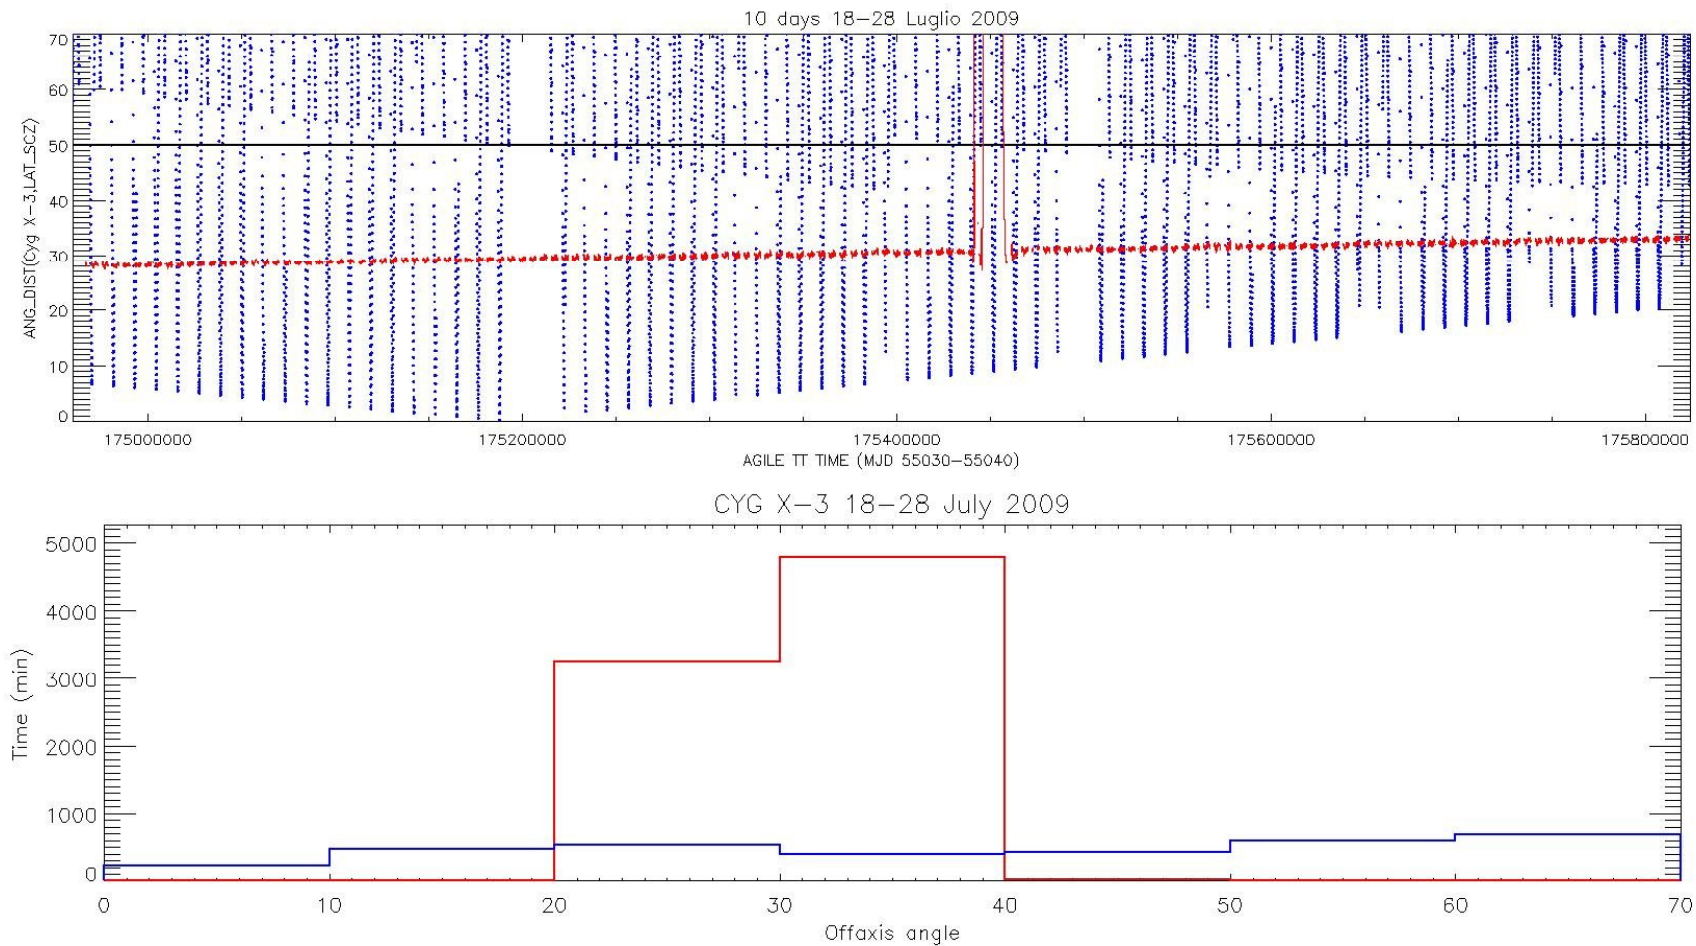 10 days 18-28 Luglio 2009
ANG_DIST(Cyg X-3,LAT_SCZ)
70
60
50
40
30
20
10
0
175000000 175200000 175400000 175600000 175800000
AGILE TT TIME (MJD 55030-55040)
CYG X-3 18-28 July 2009
Time (min)
5000
4000
3000
2000
1000
0
0 10 20 30 40 50 60 70
Offaxis angle